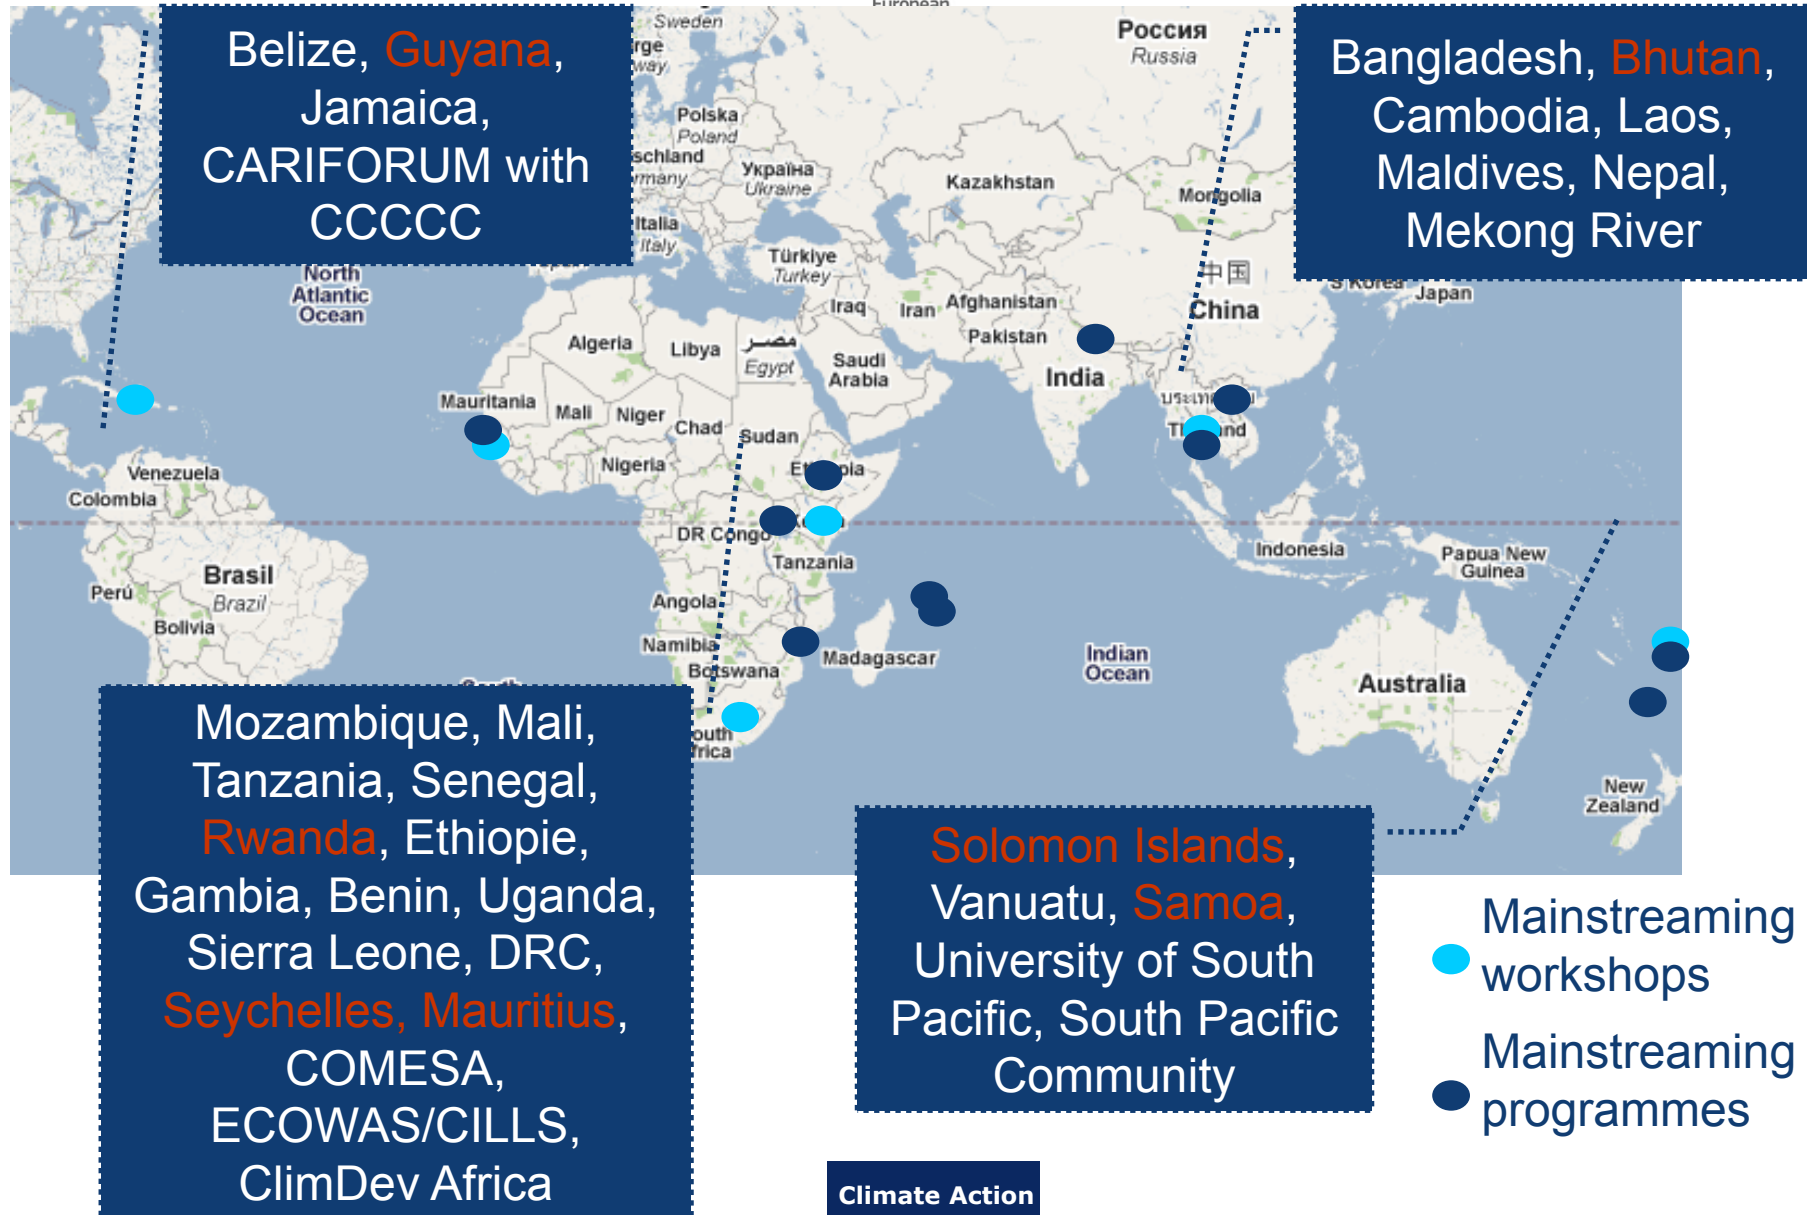 European
Sweden
Россия
Russia
Belize, Guyana,
Jamaica,
CARIFORUM with
CCCCC
Bangladesh, Bhutan,
Cambodia, Laos,
Maldives, Nepal,
Mekong River
Polska
Poland
Україна
Ukraine
Kazakhstan
Mongolia
Italia
Italy
Türkiye
Turkey
中国
China
North
Atlantic
Ocean
Iraq
Iran
Afghanistan
Pakistan
S Korea
Japan
Algeria
Libya
مصر
Egypt
Saudi
Arabia
India
Mauritania
Mali
Niger
Chad
Sudan
Nigeria
Venezuela
Colombia
DR Congo
Tanzania
Indonesia
Papua New
Guinea
Brasil
Brazil
Perú
Bolivia
Angola
Namibia
Botswana
Madagascar
Indian
Ocean
Australia
New
Zealand
Mozambique, Mali,
Tanzania, Senegal,
Rwanda, Ethiopie,
Gambia, Benin, Uganda,
Sierra Leone, DRC,
Seychelles, Mauritius,
COMESA,
ECOWAS/CILLS,
ClimDev Africa
Solomon Islands,
Vanuatu, Samoa,
University of South
Pacific, South Pacific
Community
Mainstreaming
workshops
Mainstreaming
programmes
Climate Action